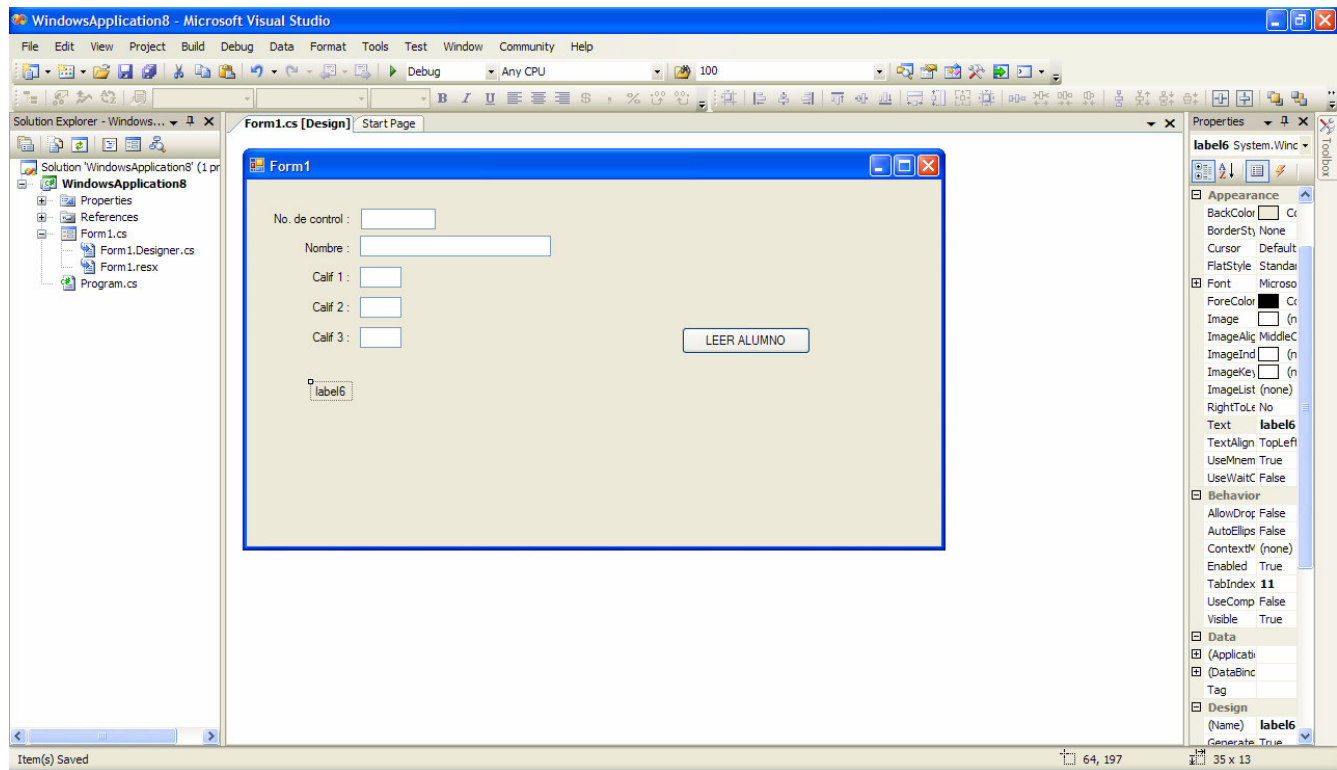 WindowsApplication8 - Microsoft Visual Studio
File Edit View Project Build Debug Data Format Tools Test Window Community Help
Debug Any CPU 100
B I U
Solution Explorer - Windows...
Solution 'WindowsApplication8' (1 pr
WindowsApplication8
Properties
References
Form1.cs
Form1.Designer.cs
Form1.resx
Program.cs
Form1.cs [Design] Start Page
Form1
No. de control :
Nombre :
Calif 1 :
Calif 2 :
Calif 3 :
LEER ALUMNO
label6
Properties
label6 System.Winc
Toolbox
Appearance
BackColor Co
BorderSty None
Cursor Default
FlatStyle Standar
Font Microso
ForeColor Co
Image (n
ImageAlig MiddleC
ImageInd (n
ImageKey (n
ImageList (none)
RightToLe No
Text label6
TextAlign TopLeft
UseMnem True
UseWaitC False
Behavior
AllowDrop False
AutoEllips False
ContextM (none)
Enabled True
TabIndex 11
UseComp False
Visible True
Data
(Applicati
(DataBind
Tag
Design
(Name) label6
Generate True
Item(s) Saved 64, 197 35 x 13